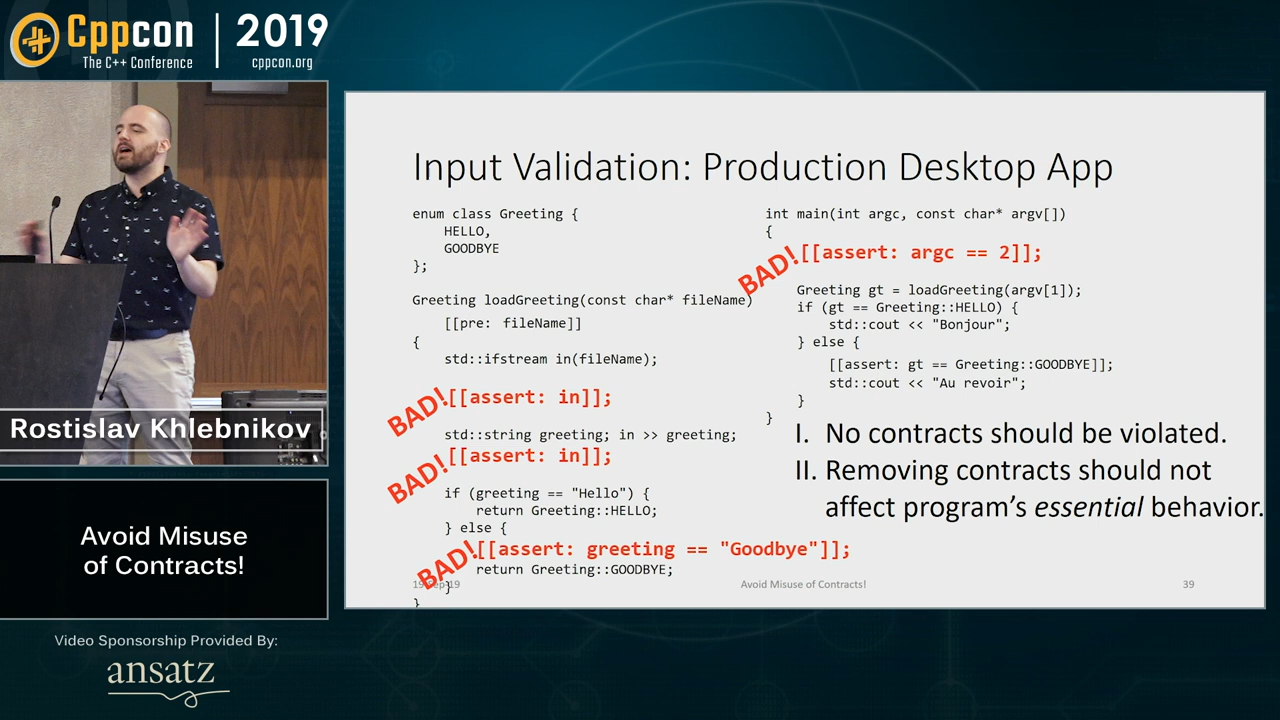 Cppcon
The C++ Conference
2019
cppcon.org
Rostislav Khlebnikov
Avoid Misuse
of Contracts!
Video Sponsorship Provided By:
ansatz
Input Validation: Production Desktop App
enum class Greeting {
HELLO,
GOODBYE
};
Greeting loadGreeting(const char* fileName)
[[pre: fileName]]
{
std::ifstream in(fileName);
BAD! [[assert: in]];
std::string greeting; in >> greeting;
BAD! [[assert: in]];
if (greeting == "Hello") {
return Greeting::HELLO;
} else {
BAD! [[assert: greeting == "Goodbye"]];
return Greeting::GOODBYE;
}
}
int main(int argc, const char* argv[])
{
BAD! [[assert: argc == 2]];
Greeting gt = loadGreeting(argv[1]);
if (gt == Greeting::HELLO) {
std::cout << "Bonjour";
} else {
[[assert: gt == Greeting::GOODBYE]];
std::cout << "Au revoir";
}
}
I. No contracts should be violated.
II. Removing contracts should not
affect program's essential behavior.
19-Sep-19
Avoid Misuse of Contracts!
39